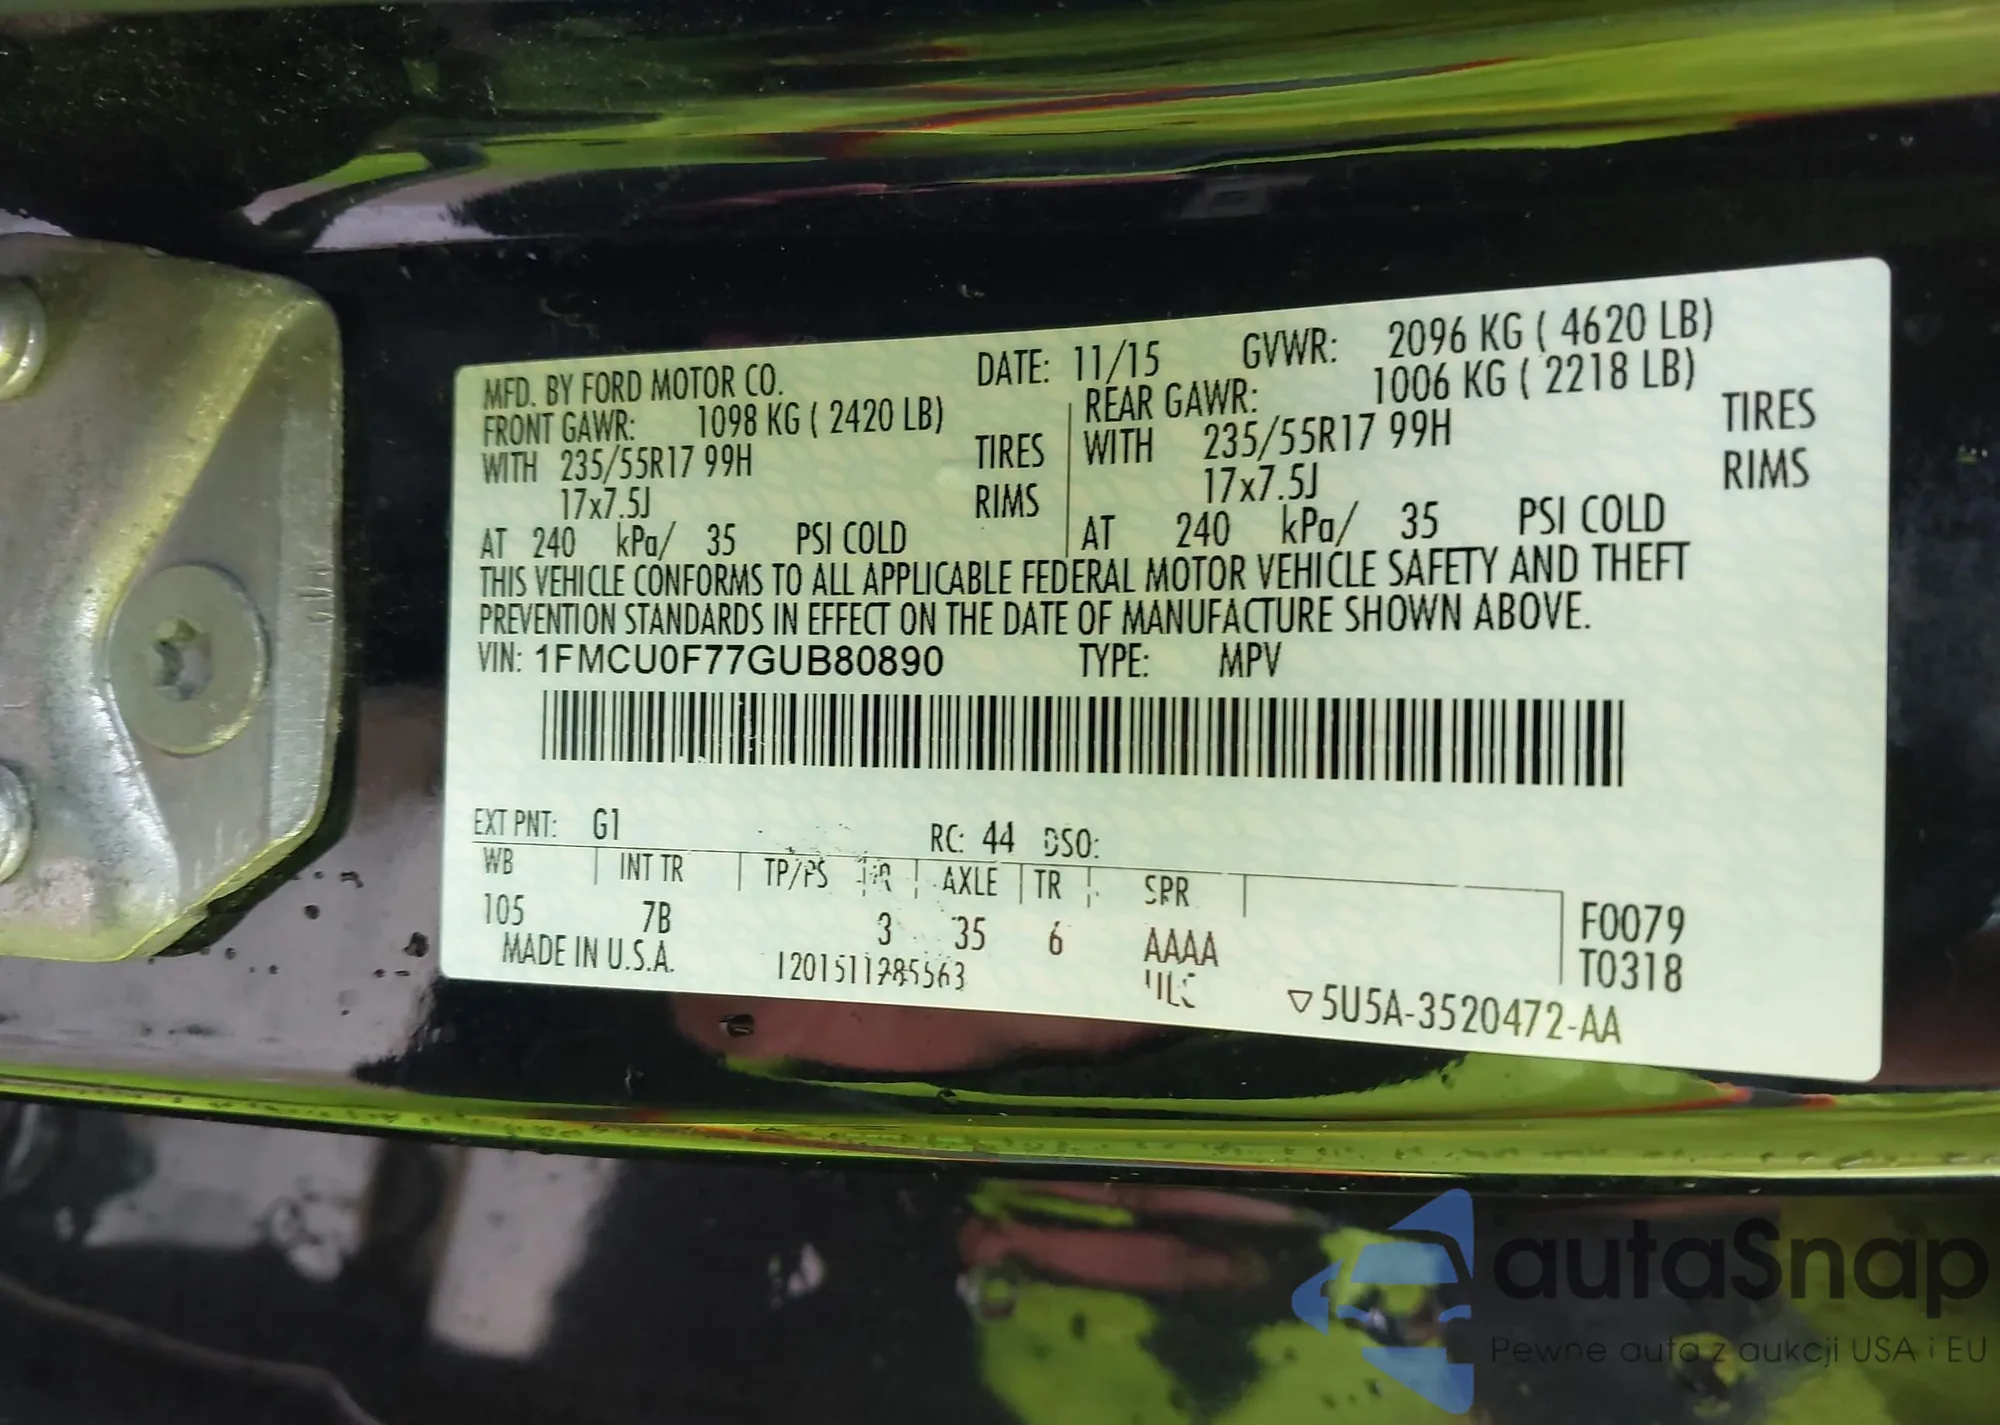 MFD. BY FORD MOTOR CO. DATE: 11/15 GVWR: 2096 KG ( 4620 LB)
FRONT GAWR: 1098 KG ( 2420 LB) REAR GAWR: 1006 KG ( 2218 LB)
WITH 235/55R17 99H TIRES WITH 235/55R17 99H TIRES
17x7.5J RIMS 17x7.5J RIMS
AT 240 kPa/ 35 PSI COLD AT 240 kPa/ 35 PSI COLD
THIS VEHICLE CONFORMS TO ALL APPLICABLE FEDERAL MOTOR VEHICLE SAFETY AND THEFT
PREVENTION STANDARDS IN EFFECT ON THE DATE OF MANUFACTURE SHOWN ABOVE.
VIN: 1FMCU0F77GUB80890 TYPE: MPV
EXT PNT: G1 RC: 44 DSO:
WB INT TR TP/PS AXLE TR SPR
105 7B 3 35 6 AAAA F0079
MADE IN U.S.A. T0318
▽5U5A-3520472-AA
autaSnap
Pewne auta z aukcji USA i EU